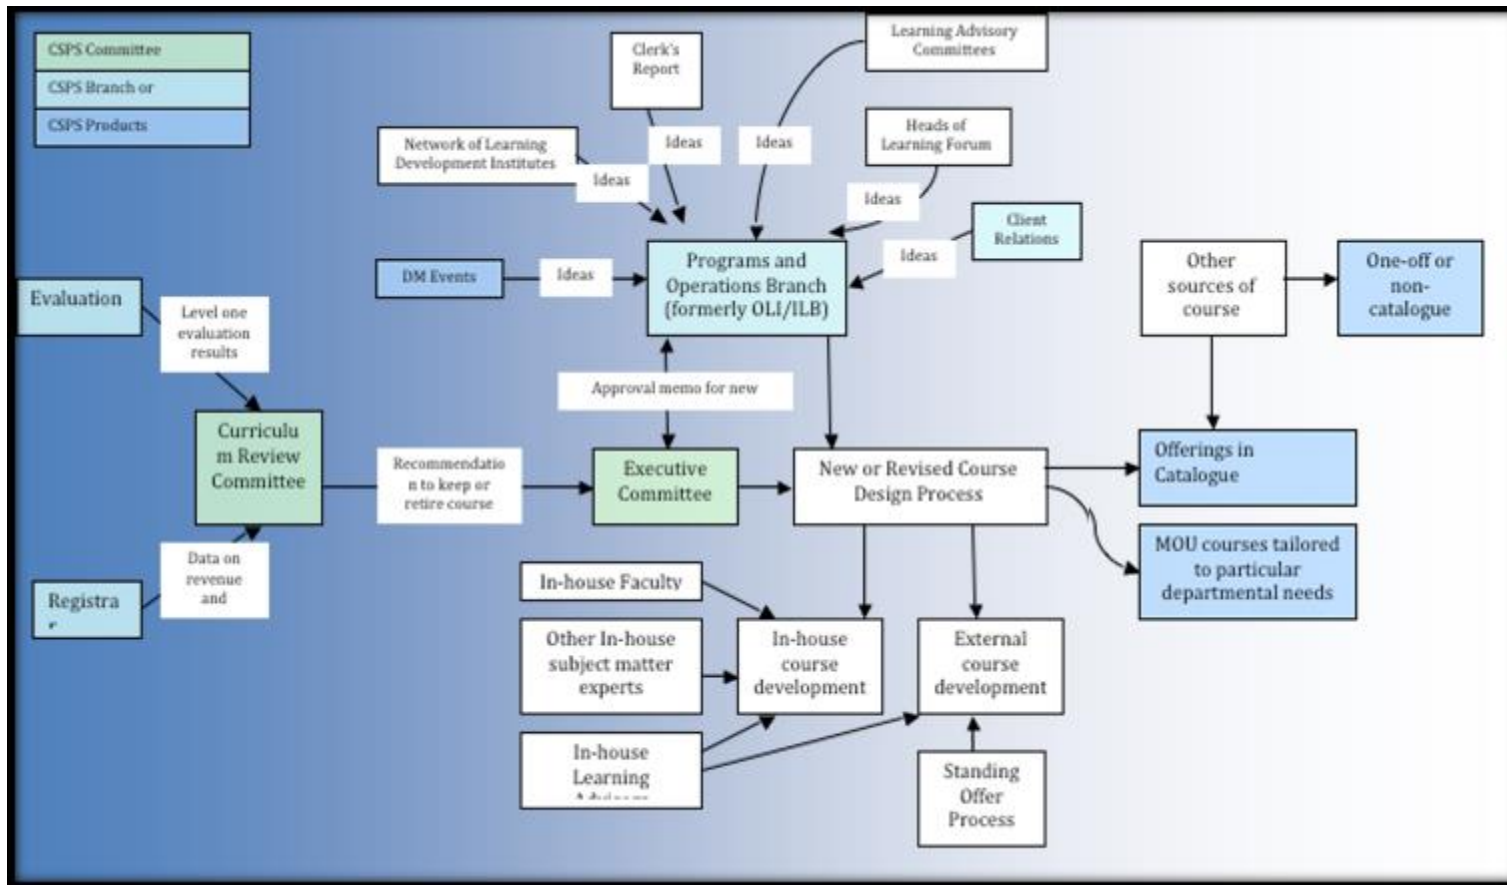 CSPS Committee
CSPS Branch or
CSPS Products
Clerk's
Report
Learning Advisory
Committees
Network of Learning
Development Institutes
Ideas
Ideas
Ideas
Heads of
Learning Forum
Ideas
Client
Relations
Ideas
DM Events
Ideas
Programs and
Operations Branch
(formerly OLI/ILB)
Other
sources of
course
One-off or
non-
catalogue
Evaluation
Level one
evaluation
results
Approval memo for new
Curriculu
m Review
Committee
Recommendatio
n to keep or
retire course
Executive
Committee
New or Revised Course
Design Process
Offerings in
Catalogue
MOU courses tailored
to particular
departmental needs
Data on
revenue
and
Registra
r
In-house Faculty
Other In-house
subject matter
experts
In-house
Learning
In-house
course
development
External
course
development
Standing
Offer
Process